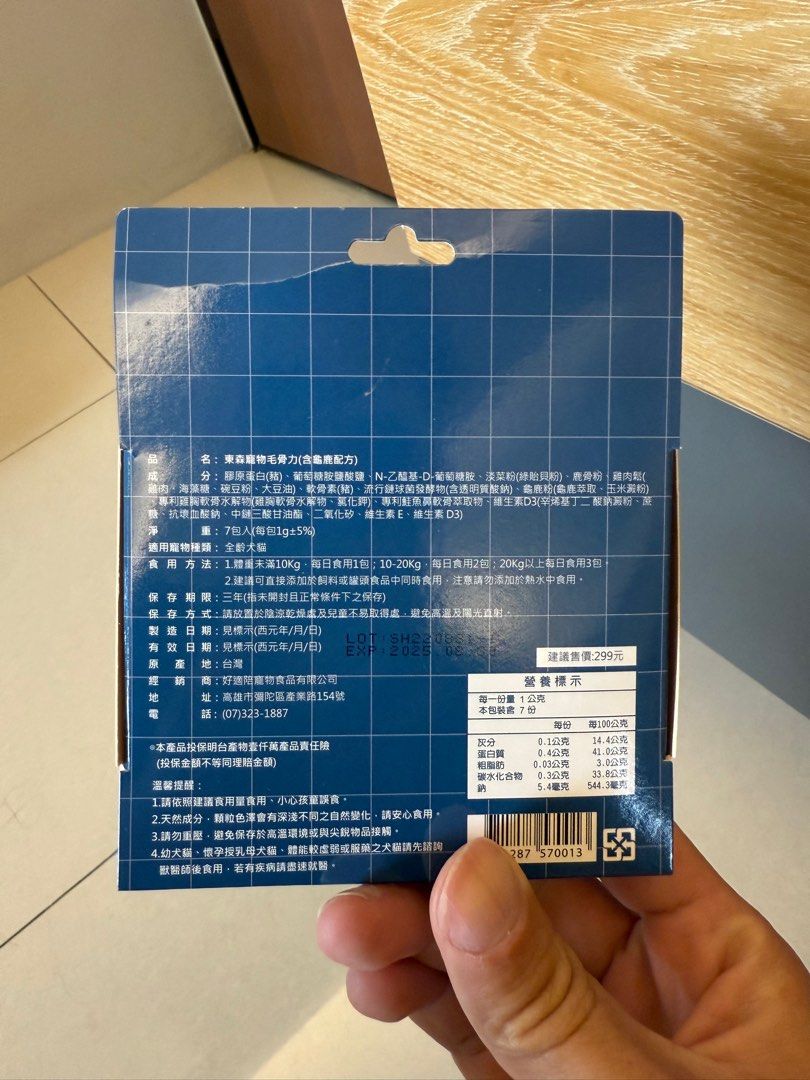 品名：東森寵物毛骨力(含龜鹿配方)
成分：膠原蛋白(豬)、葡萄糖胺鹽酸鹽、N-乙醯基-D-葡萄糖胺、淡菜粉(綠貽貝粉)、鹿骨粉、雞肉鬆(
雞肉、海藻糖、豌豆粉、大豆油)、軟骨素(豬)、流行鏈球菌發酵物(含透明質酸鈉)、龜鹿粉(龜鹿萃取、玉米澱粉)
、專利雞胸軟骨水解物(雞胸軟骨水解物、氯化鉀)、專利鮭魚鼻軟骨萃取物、維生素D3(辛烯基丁二酸鈉澱粉、蔗
糖、抗壞血酸鈉、中鏈三酸甘油酯、二氧化矽、維生素E、維生素D3)
淨重：7包入(每包1g±5%)
適用寵物種類：全齡犬貓
食用方法：1.體重未滿10Kg，每日食用1包；10-20Kg，每日食用2包；20Kg以上每日食用3包。
2.建議可直接添加於飼料或罐頭食品中同時食用，注意請勿添加於熱水中食用。
保存期限：三年(指未開封且正常條件下之保存)
保存方式：請放置於陰涼乾燥處及兒童不易取得處，避免高溫及陽光直射。
製造日期：見標示(西元年/月/日)
有效日期：見標示(西元年/月/日)
LOT:
EXP:2025.08
原產地：台灣
經銷商：好適陪寵物食品有限公司
地址：高雄市彌陀區產業路154號
電話：(07)323-1887
※本產品投保明台產物壹仟萬產品責任險
(投保金額不等同理賠金額)
溫馨提醒：
1.請依照建議食用量食用、小心孩童誤食。
2.天然成分，顆粒色澤會有深淺不同之自然變化，請安心食用。
3.請勿重壓，避免保存於高溫環境或與尖銳物品接觸。
4.幼犬貓、懷孕授乳母犬貓、體能較虛弱或服藥之犬貓請先諮詢
獸醫師後食用，若有疾病請盡速就醫。
建議售價:299元
營養標示
每一份量 1公克
本包裝含 7份
每份 每100公克
灰分 0.1公克 14.4公克
蛋白質 0.4公克 41.0公克
粗脂肪 0.03公克 3.0公克
碳水化合物 0.3公克 33.8公克
鈉 5.4毫克 544.3毫克
287 570013